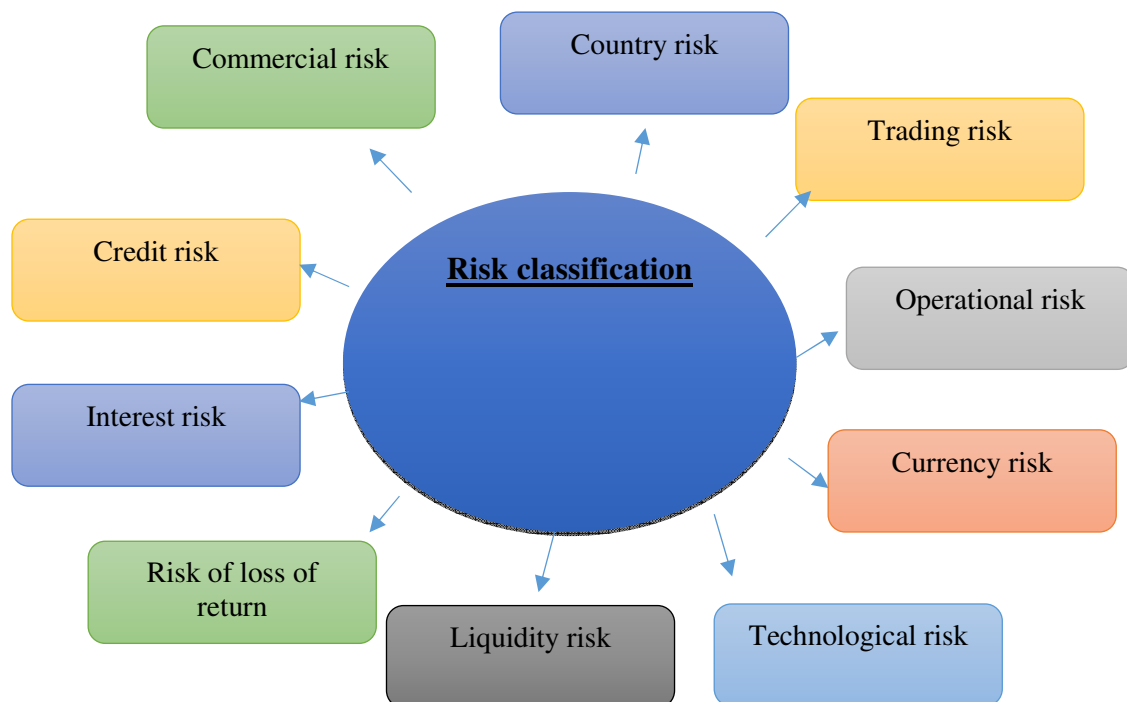 Commercial risk
Country risk
Trading risk
Credit risk
Risk classification
Operational risk
Interest risk
Currency risk
Risk of loss of
return
Liquidity risk
Technological risk